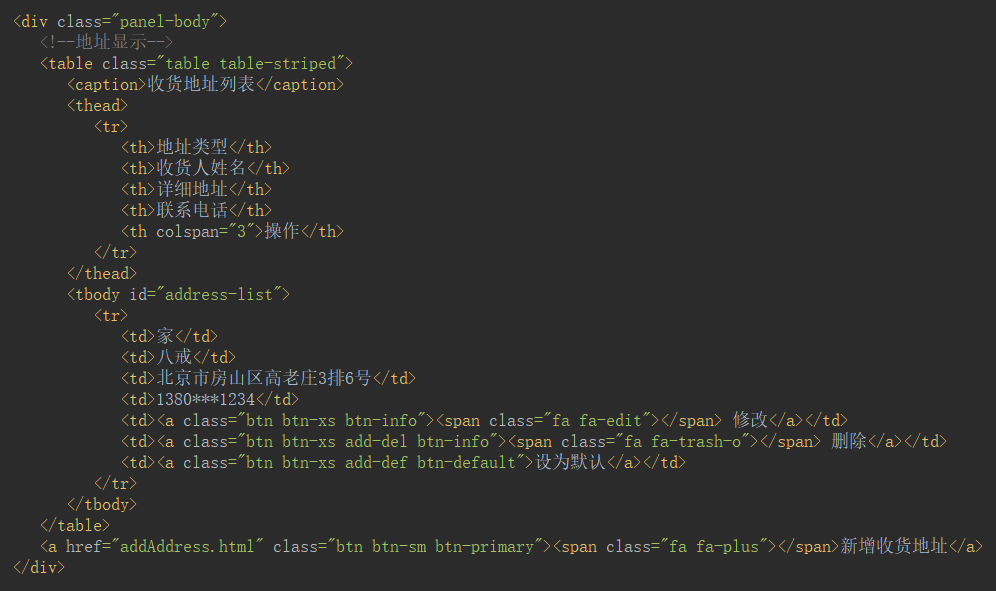 <div class="panel-body">
<!--地址显示-->
<table class="table table-striped">
<caption>收货地址列表</caption>
<thead>
<tr>
<th>地址类型</th>
<th>收货人姓名</th>
<th>详细地址</th>
<th>联系电话</th>
<th colspan="3">操作</th>
</tr>
</thead>
<tbody id="address-list">
<tr>
<td>家</td>
<td>八戒</td>
<td>北京市房山区高老庄3排6号</td>
<td>1380***1234</td>
<td><a class="btn btn-xs btn-info"><span class="fa fa-edit"></span> 修改</a></td>
<td><a class="btn btn-xs add-del btn-info"><span class="fa fa-trash-o"></span> 删除</a></td>
<td><a class="btn btn-xs add-def btn-default">设为默认</a></td>
</tr>
</tbody>
</table>
<a href="addAddress.html" class="btn btn-sm btn-primary"><span class="fa fa-plus"></span>新增收货地址</a>
</div>